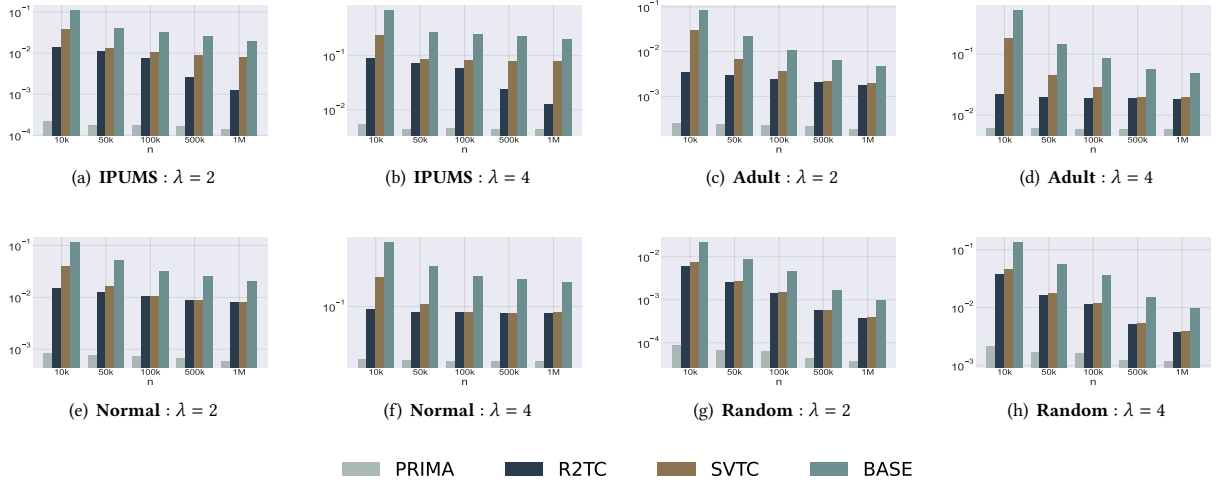 10⁻¹
10⁻²
10⁻³
10⁻⁴
10k 50k 100k 500k 1M
n
(a) IPUMS : λ = 2
10⁻¹
10⁻²
10k 50k 100k 500k 1M
n
(b) IPUMS : λ = 4
10⁻¹
10⁻²
10⁻³
10k 50k 100k 500k 1M
n
(c) Adult : λ = 2
10⁻¹
10⁻²
10k 50k 100k 500k 1M
n
(d) Adult : λ = 4
10⁻¹
10⁻²
10⁻³
10k 50k 100k 500k 1M
n
(e) Normal : λ = 2
10⁻¹
10k 50k 100k 500k 1M
n
(f) Normal : λ = 4
10⁻²
10⁻³
10⁻⁴
10k 50k 100k 500k 1M
n
(g) Random : λ = 2
10⁻¹
10⁻²
10⁻³
10k 50k 100k 500k 1M
n
(h) Random : λ = 4
PRIMA R2TC SVTC BASE